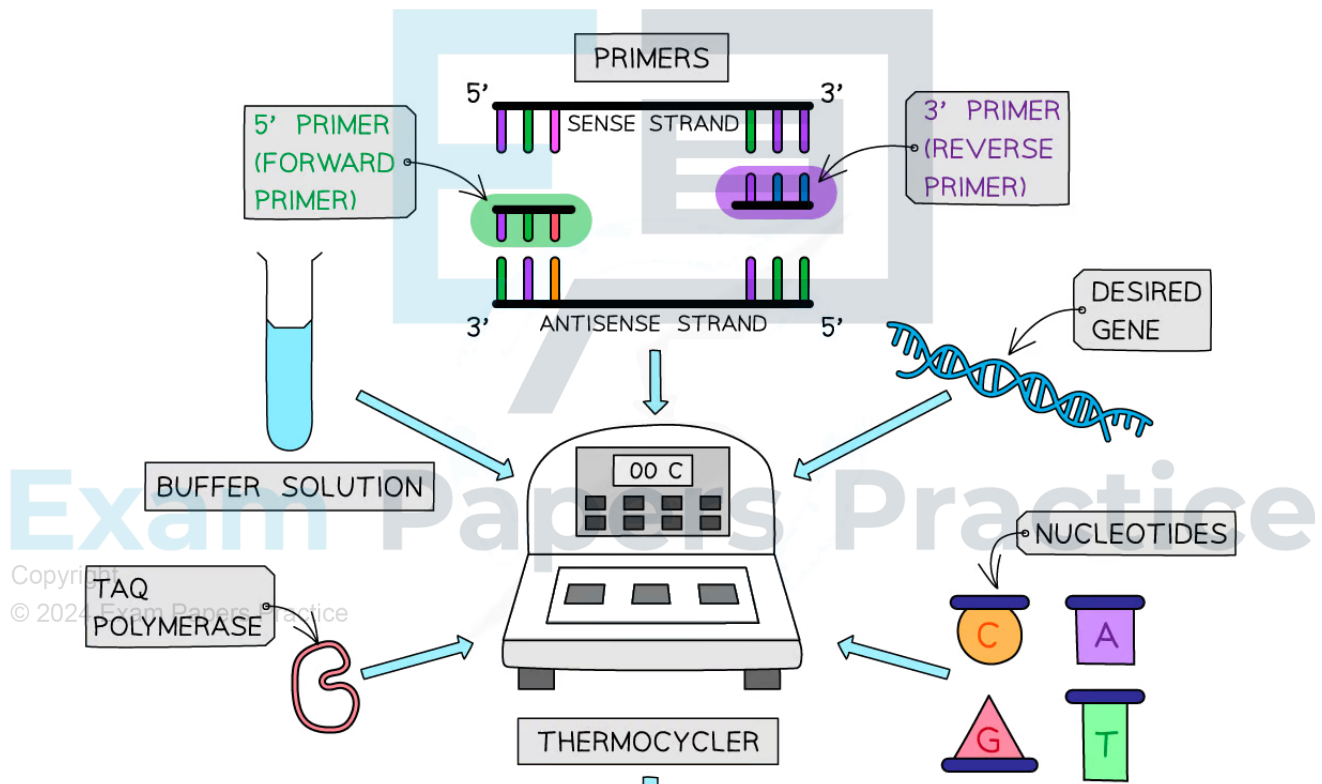 PRIMERS
5'
3'
SENSE STRAND
5' PRIMER
(FORWARD
PRIMER)
3' PRIMER
(REVERSE
PRIMER)
3'
ANTISENSE STRAND
5'
DESIRED
GENE
BUFFER SOLUTION
00 C
Exam Papers Practice
NUCLEOTIDES
Copyright
© 2024 Exam Papers Practice
TAQ
POLYMERASE
C
A
G
T
THERMOCYCLER